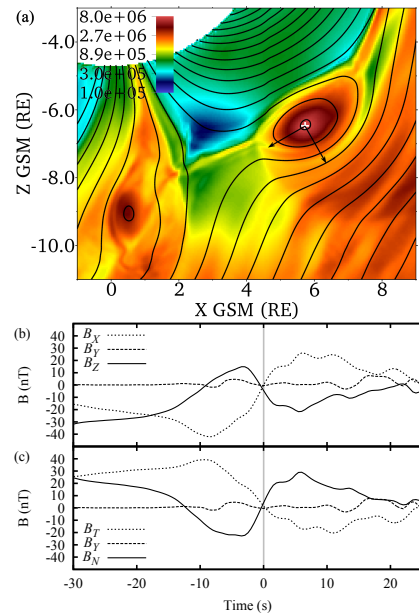 (a)
8.0e+06
2.7e+06
8.9e+05
3.0e+05
1.0e+05
-4.0
-6.0
-8.0
-10.0
Z GSM (RE)
0 2 4 6 8
X GSM (RE)
(b)
B_X
B_Y
B_Z
40
30
20
10
0
-10
-20
-30
-40
B (nT)
(c)
40
30
20
10
0
-10
-20
-30
-40
B (nT)
B_T
B_Y
B_N
-30 -20 -10 0 10 20
Time (s)